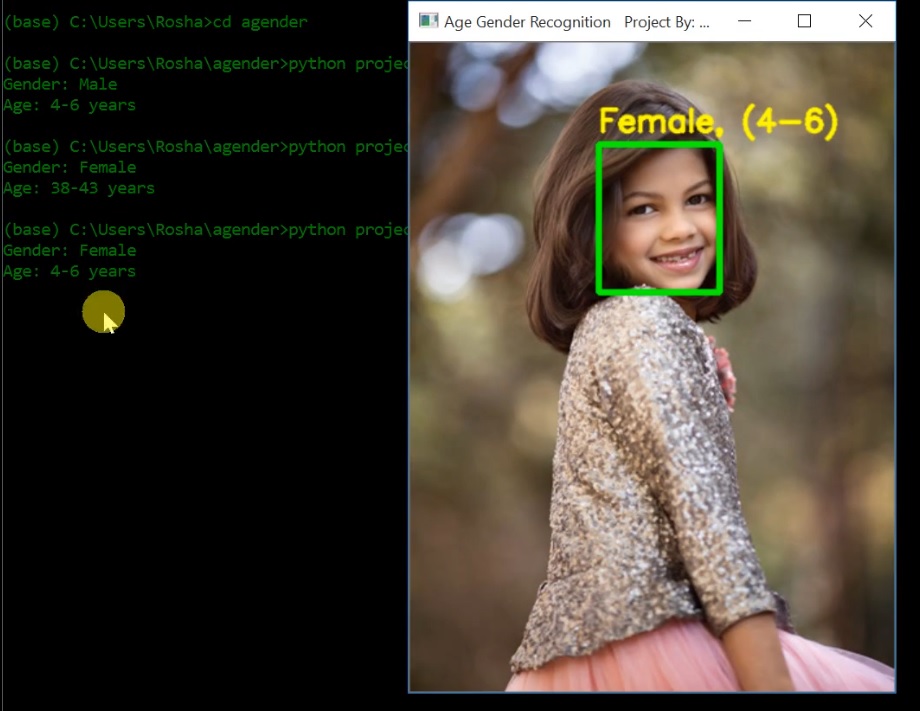 (base) C:\Users\Rosha>cd agender
(base) C:\Users\Rosha\agender>python projec
Gender: Male
Age: 4-6 years
(base) C:\Users\Rosha\agender>python projec
Gender: Female
Age: 38-43 years
(base) C:\Users\Rosha\agender>python projec
Gender: Female
Age: 4-6 years
Age Gender Recognition Project By: ...
Female, (4-6)